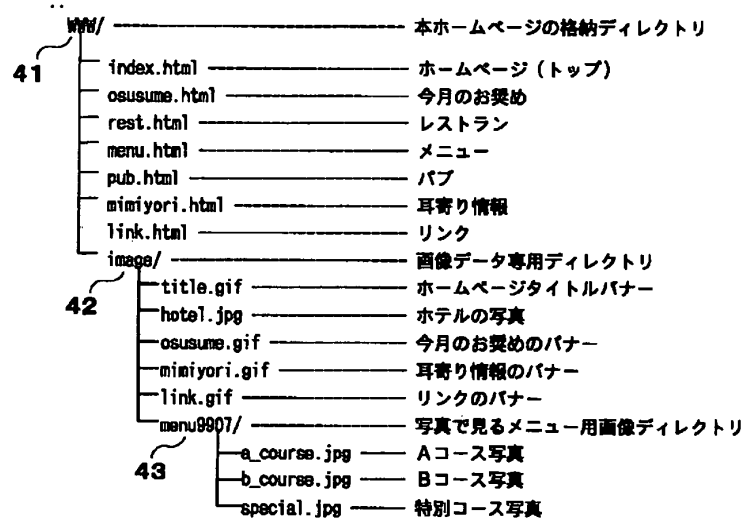 WWW/ 本ホームページの格納ディレクトリ
41
index.html ホームページ（トップ）
osusume.html 今月のお奨め
rest.html レストラン
menu.html メニュー
pub.html パブ
mimiyori.html 耳寄り情報
link.html リンク
image/ 画像データ専用ディレクトリ
42
title.gif ホームページタイトルバナー
hotel.jpg ホテルの写真
osusume.gif 今月のお奨めのバナー
mimiyori.gif 耳寄り情報のバナー
link.gif リンクのバナー
menu9907/ 写真で見るメニュー用画像ディレクトリ
43
a_course.jpg Aコース写真
b_course.jpg Bコース写真
special.jpg 特別コース写真